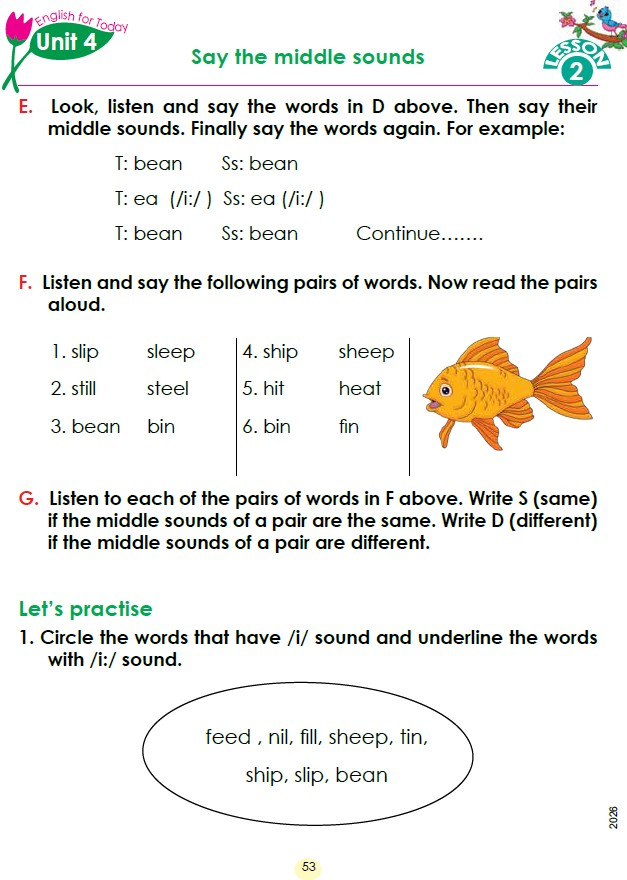 English for Today
Unit 4
Say the middle sounds
LESSON
2
E. Look, listen and say the words in D above. Then say their
middle sounds. Finally say the words again. For example:
T: bean Ss: bean
T: ea (/i:/ ) Ss: ea (/i:/ )
T: bean Ss: bean Continue.......
F. Listen and say the following pairs of words. Now read the pairs
aloud.
1. slip sleep 4. ship sheep
2. still steel 5. hit heat
3. bean bin 6. bin fin
G. Listen to each of the pairs of words in F above. Write S (same)
if the middle sounds of a pair are the same. Write D (different)
if the middle sounds of a pair are different.
Let's practise
1. Circle the words that have /i/ sound and underline the words
with /i:/ sound.
feed , nil, fill, sheep, tin,
ship, slip, bean
2026
53